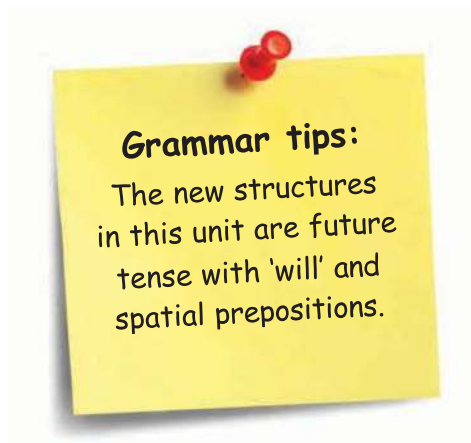 Grammar tips:
The new structures
in this unit are future
tense with ‘will’ and
spatial prepositions.